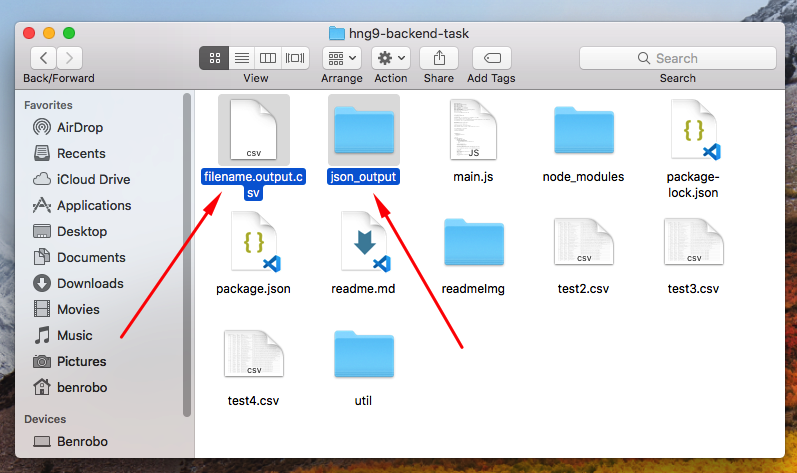 hng9-backend-task
Search
Back/Forward
View
Arrange
Action
Share
Add Tags
Search
Favorites
AirDrop
Recents
iCloud Drive
Applications
Desktop
Documents
Downloads
Movies
Music
Pictures
benrobo
Devices
Benrobo
CSV
filename.output.c
sv
json_output
JS
main.js
node_modules
{ }
package-
lock.json
{ }
package.json
readme.md
readmeImg
CSV
test2.csv
CSV
test3.csv
CSV
test4.csv
util